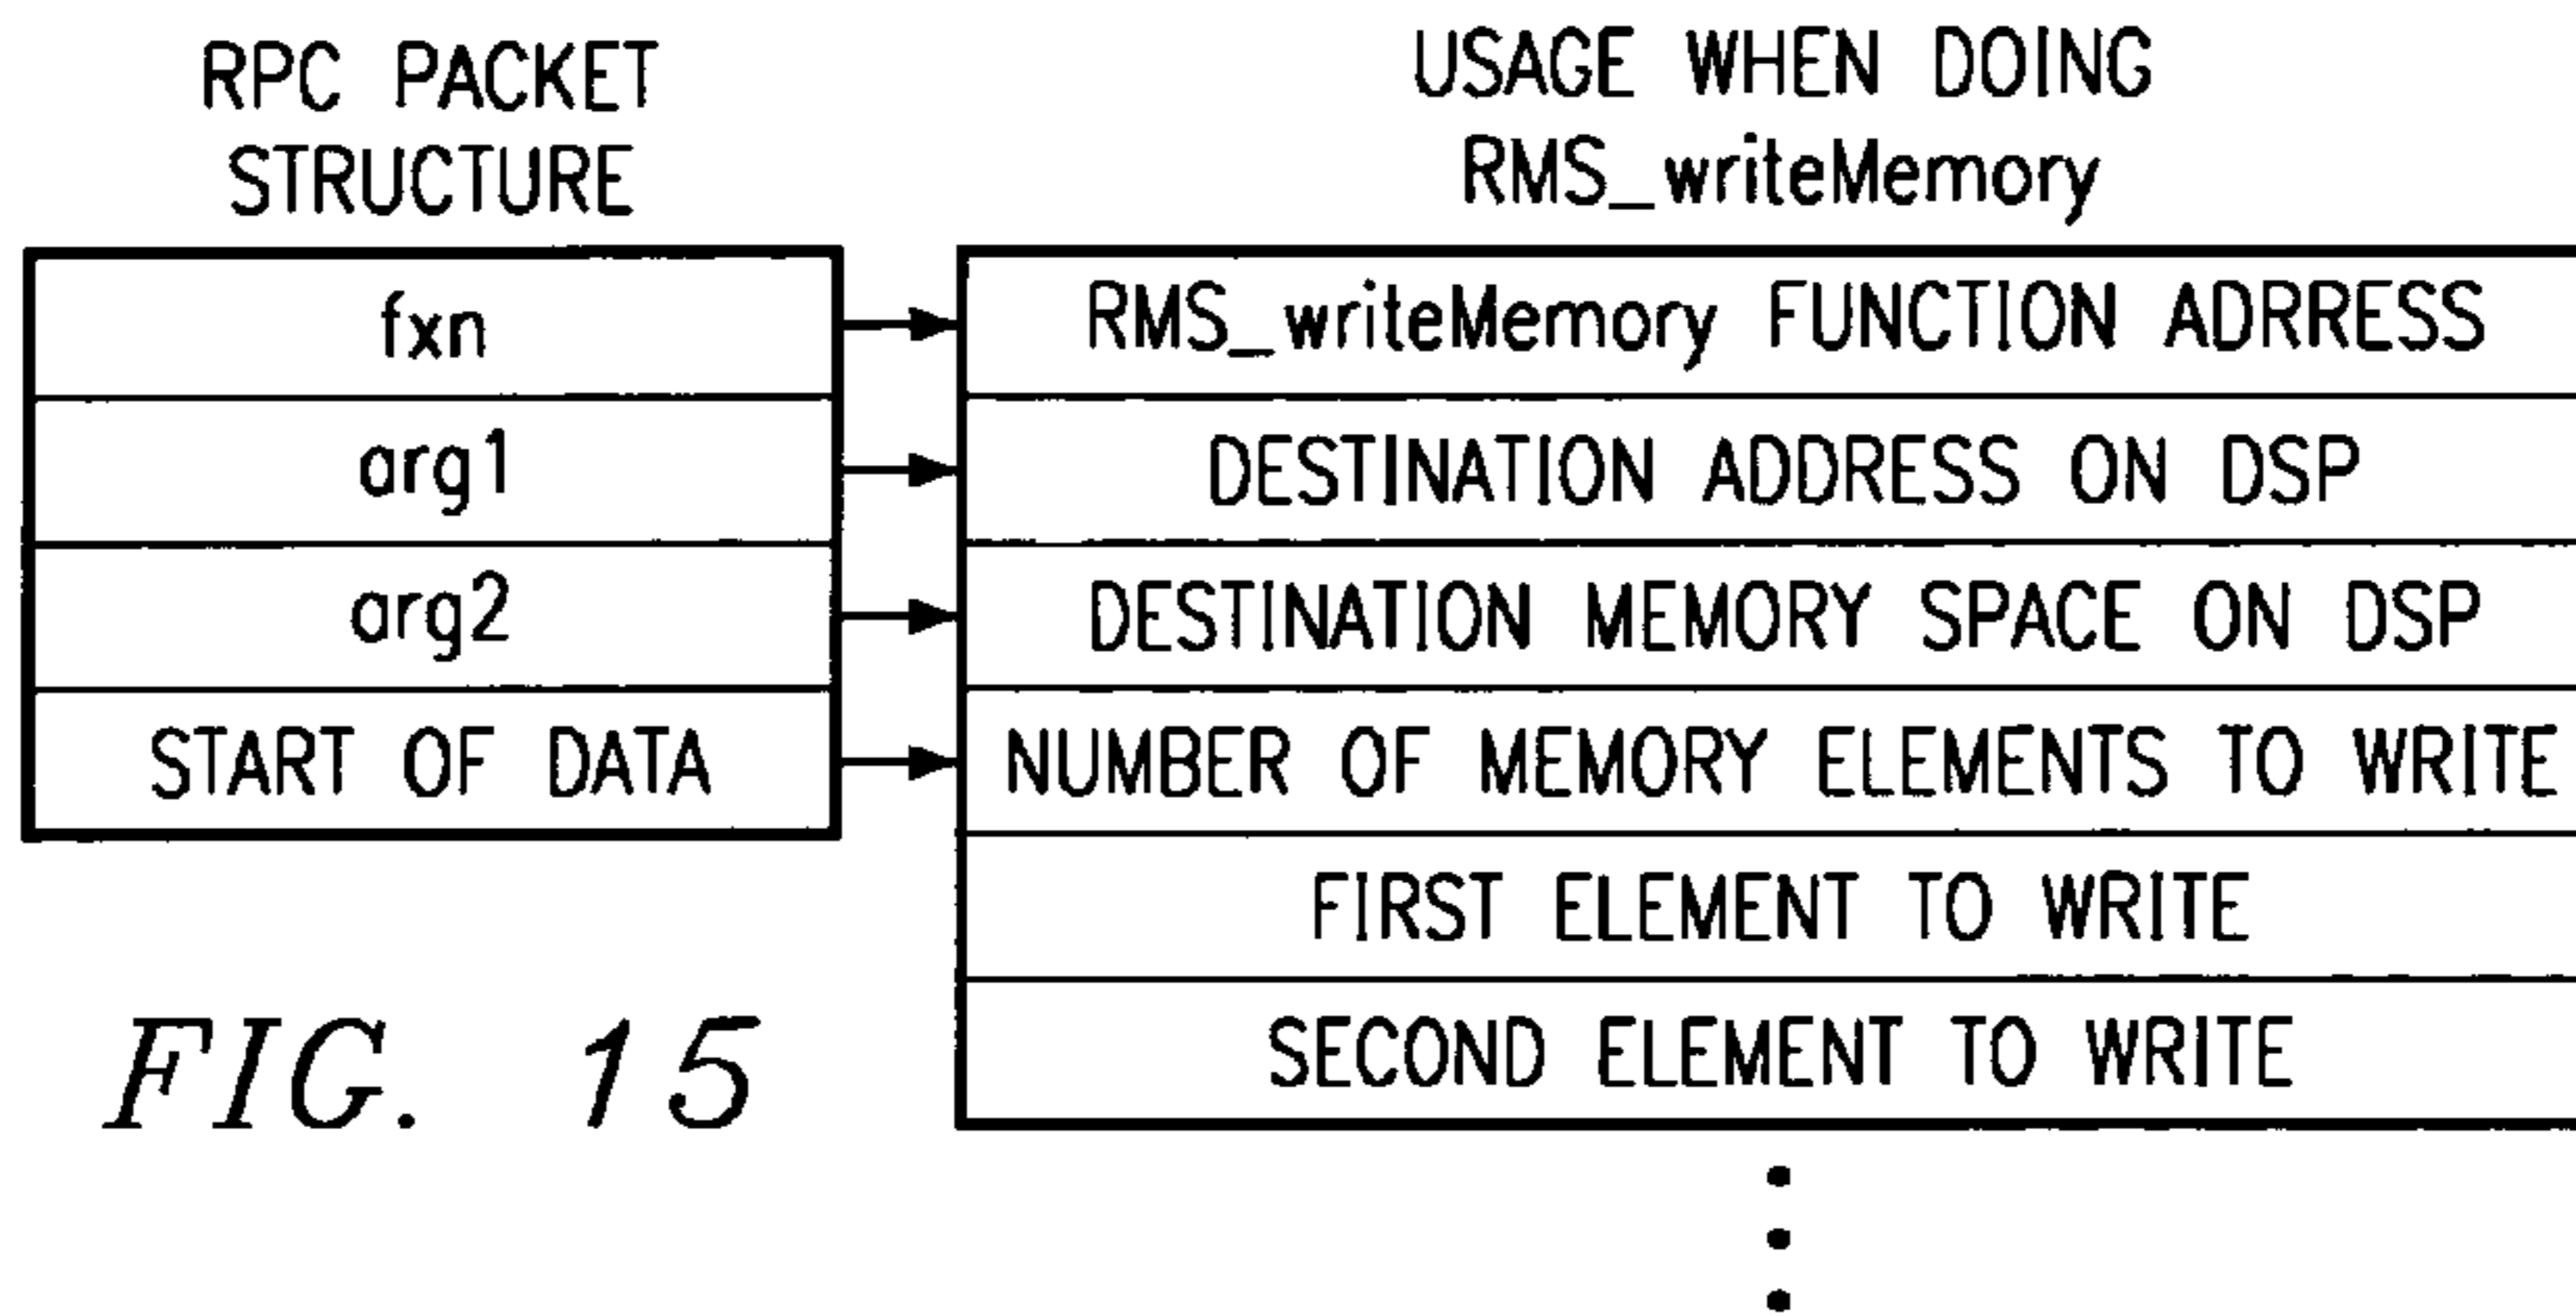 RPC PACKET
STRUCTURE
USAGE WHEN DOING
RMS_writeMemory
fxn
RMS_writeMemory FUNCTION ADRRESS
arg1
DESTINATION ADDRESS ON DSP
arg2
DESTINATION MEMORY SPACE ON DSP
START OF DATA
NUMBER OF MEMORY ELEMENTS TO WRITE
FIRST ELEMENT TO WRITE
SECOND ELEMENT TO WRITE
FIG. 15